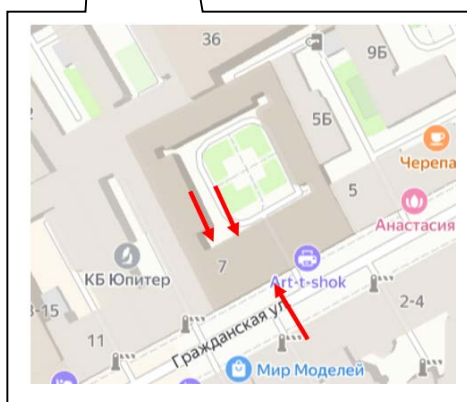 36
9Б
5Б
Черепа
5
Анастасия
7
КБ Юпитер
Art-t-shok
2-4
3-15
11
Гражданская ул
Мир Моделей